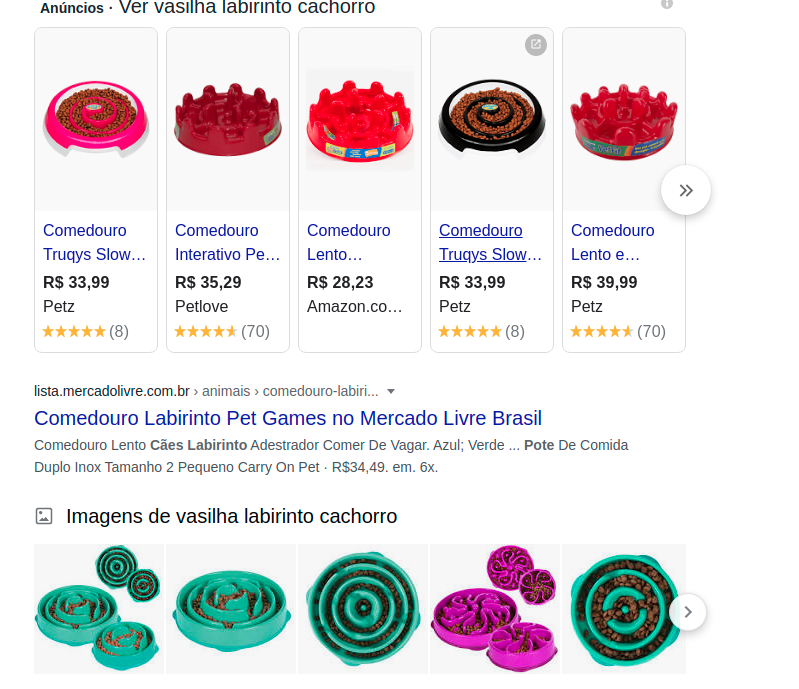 Anúncios · Ver vasilha labirinto cachorro
Comedouro
Truqys Slow…
R$ 33,99
Petz
(8)
Comedouro
Interativo Pe…
R$ 35,29
Petlove
(70)
Comedouro
Lento…
R$ 28,23
Amazon.co…
Comedouro
Truqys Slow…
R$ 33,99
Petz
(8)
Comedouro
Lento e…
R$ 39,99
Petz
(70)
lista.mercadolivre.com.br › animais › comedouro-labiri...
Comedouro Labirinto Pet Games no Mercado Livre Brasil
Comedouro Lento Cães Labirinto Adestrador Comer De Vagar. Azul; Verde ... Pote De Comida
Duplo Inox Tamanho 2 Pequeno Carry On Pet · R$34,49. em. 6x.
Imagens de vasilha labirinto cachorro